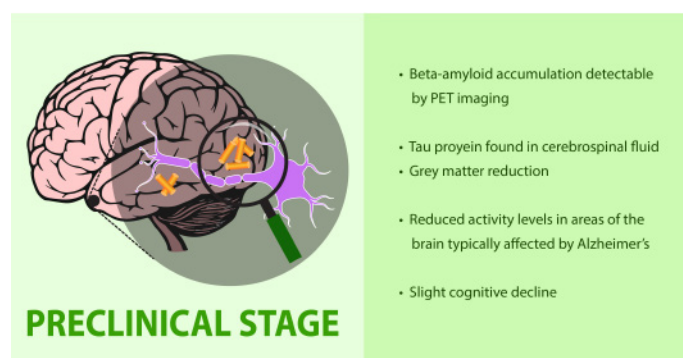 PRECLINICAL STAGE
• Beta-amyloid accumulation detectable
by PET imaging
• Tau proyein found in cerebrospinal fluid
• Grey matter reduction
• Reduced activity levels in areas of the
brain typically affected by Alzheimer's
• Slight cognitive decline